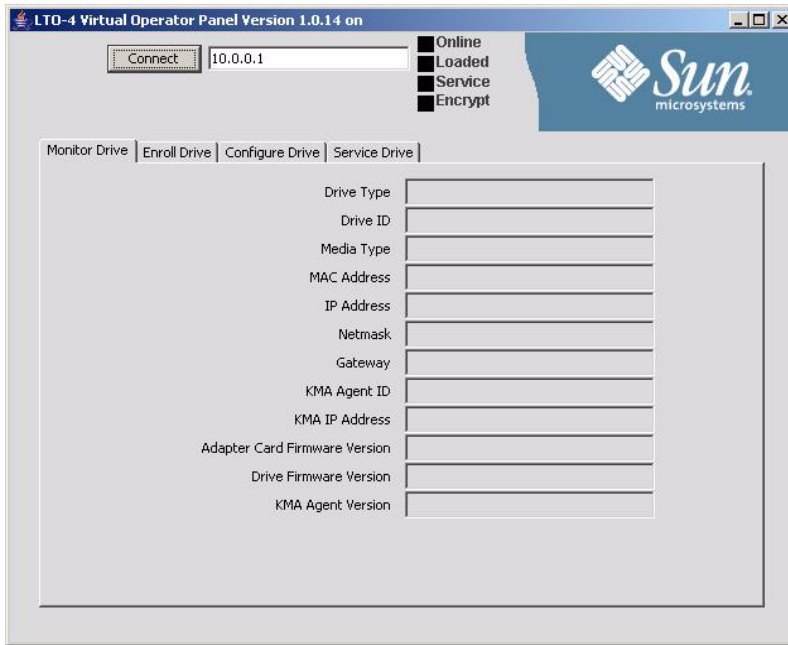 LTO-4 Virtual Operator Panel Version 1.0.14 on
Connect 10.0.0.1
Online
Loaded
Service
Encrypt
Sun
microsystems
Monitor Drive Enroll Drive Configure Drive Service Drive
Drive Type
Drive ID
Media Type
MAC Address
IP Address
Netmask
Gateway
KMA Agent ID
KMA IP Address
Adapter Card Firmware Version
Drive Firmware Version
KMA Agent Version